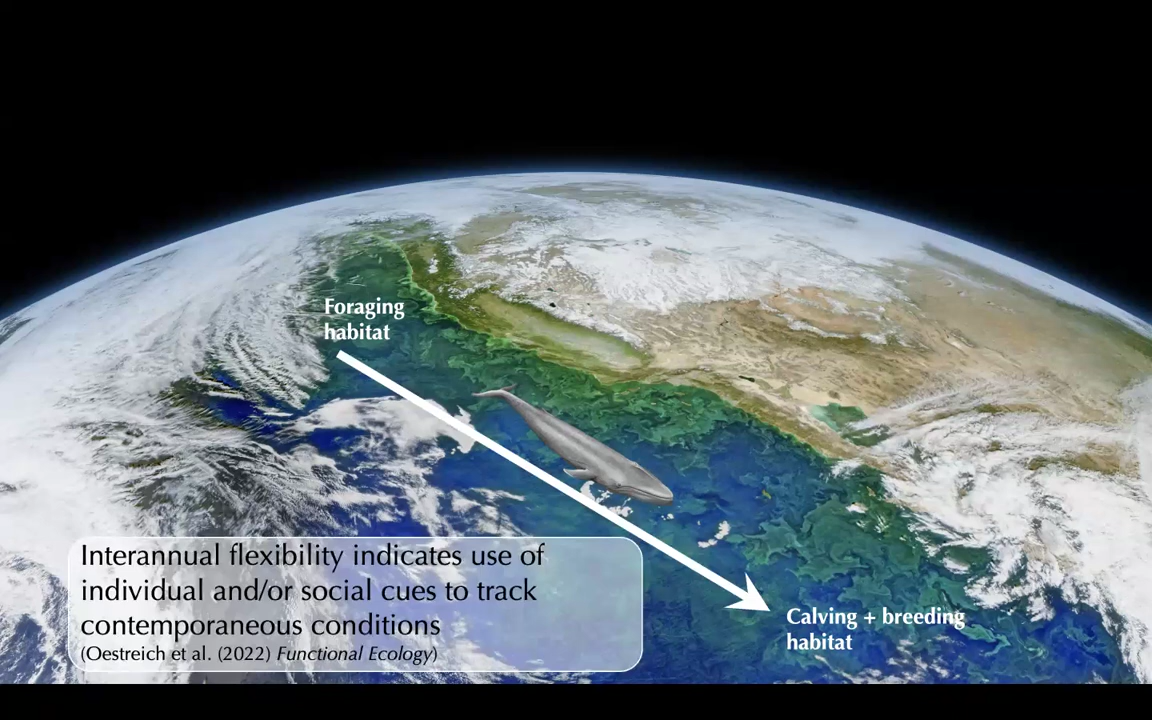 Foraging
habitat
Interannual flexibility indicates use of
individual and/or social cues to track
contemporaneous conditions
(Oestreich et al. (2022) Functional Ecology)
Calving + breeding
habitat